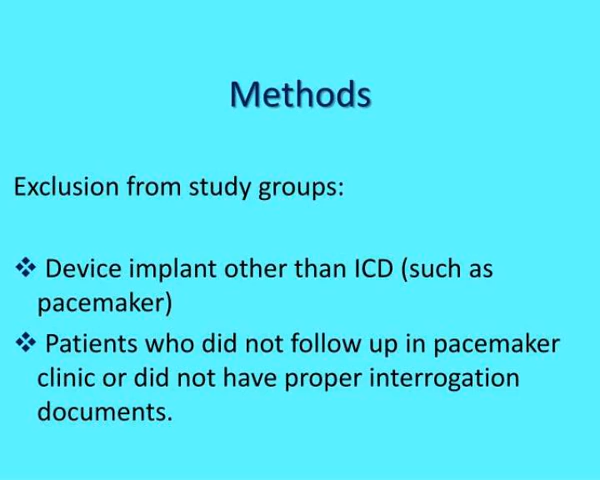 Methods
Exclusion from study groups:
❖ Device implant other than ICD (such as
pacemaker)
❖ Patients who did not follow up in pacemaker
clinic or did not have proper interrogation
documents.